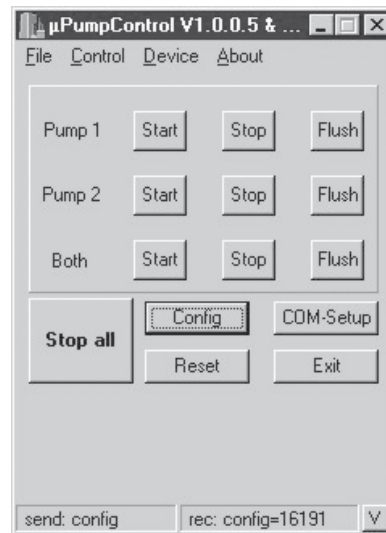 µPumpControl V1.0.0.5 & ...
File Control Device About
Pump 1 Start Stop Flush
Pump 2 Start Stop Flush
Both Start Stop Flush
Stop all
Config COM-Setup
Reset Exit
send: config rec: config=16191 V